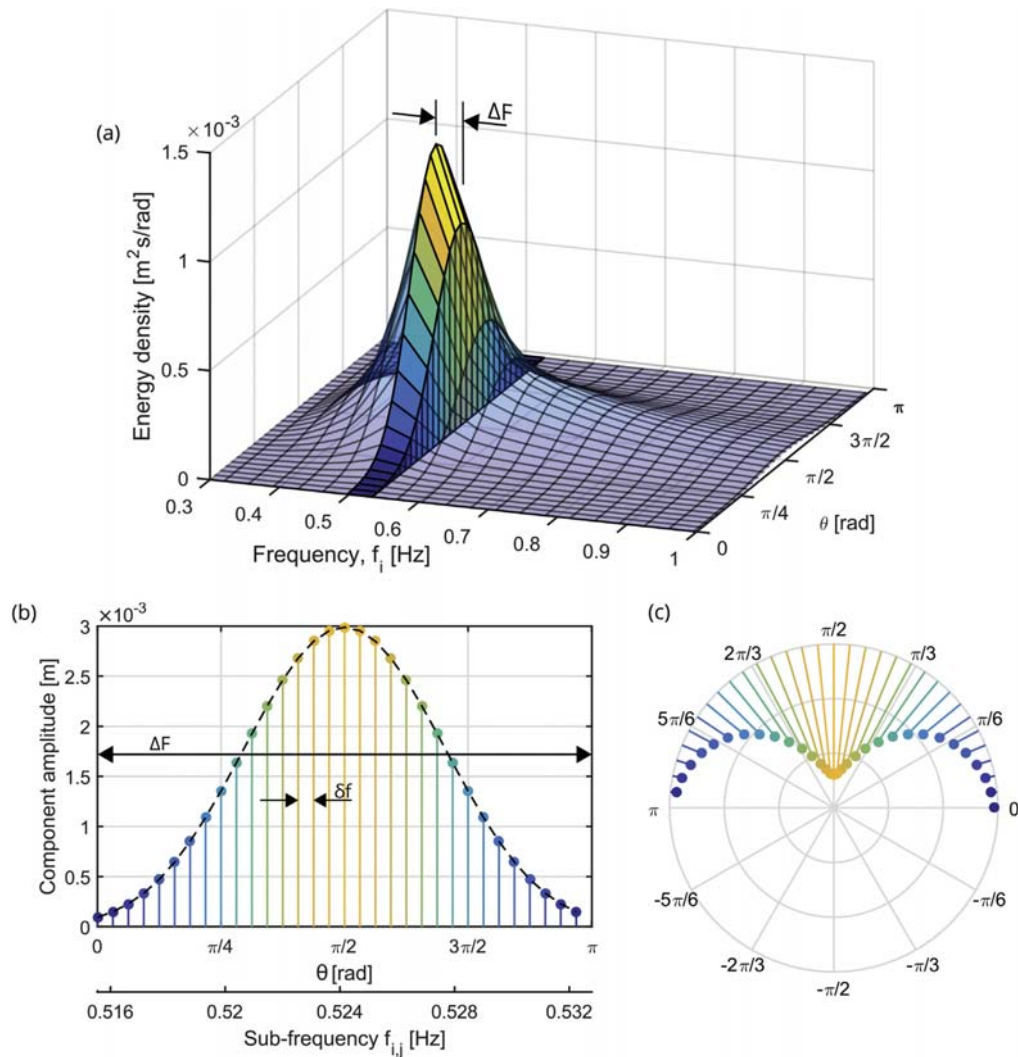 (a)
×10⁻³
ΔF
1.5
1
0.5
0
Energy density [m² s/rad]
0.3
0.4
0.5
0.6
0.7
0.8
0.9
1
Frequency, fᵢ [Hz]
0
π/4
π/2
3π/2
π
θ [rad]
(b)
×10⁻³
3
2.5
2
1.5
1
0.5
0
Component amplitude [m]
ΔF
δf
0 π/4 π/2 3π/2 π
θ [rad]
0.516 0.52 0.524 0.528 0.532
Sub-frequency fᵢ,ⱼ [Hz]
(c)
π/2
2π/3 π/3
5π/6 π/6
π 0
-5π/6 -π/6
-2π/3 -π/3
-π/2